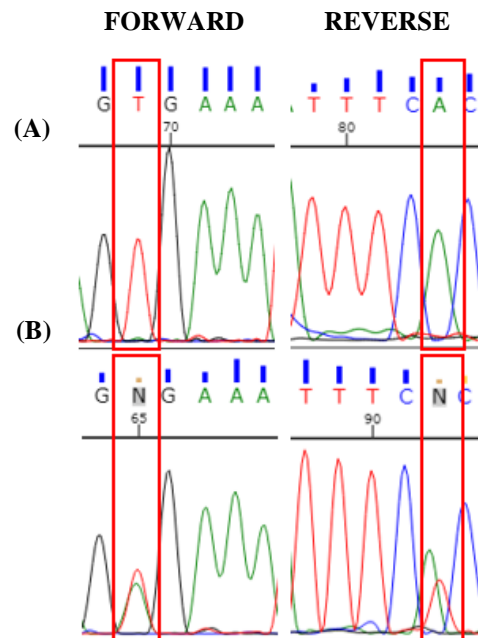 FORWARD REVERSE
G T G A A A T T T C A C
(A)
70 80
(B)
G N G A A A T T T C N C
65 90